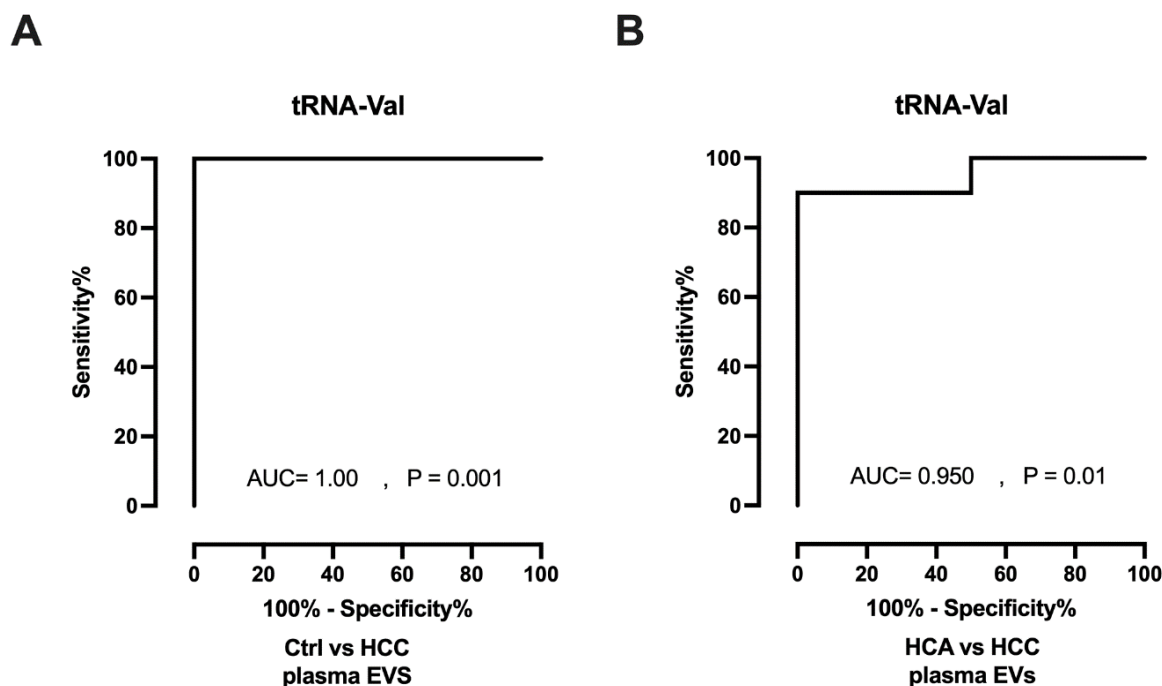 A
tRNA-Val
100
80
60
40
20
0
Sensitivity%
AUC= 1.00 , P = 0.001
0 20 40 60 80 100
100% - Specificity%
Ctrl vs HCC
plasma EVS
B
tRNA-Val
100
80
60
40
20
0
Sensitivity%
AUC= 0.950 , P = 0.01
0 20 40 60 80 100
100% - Specificity%
HCA vs HCC
plasma EVs